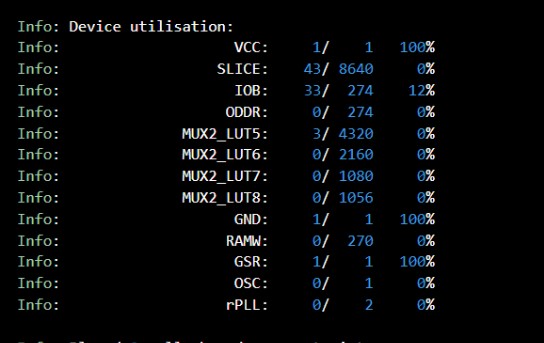 Info: Device utilisation:
Info: VCC: 1/ 1 100%
Info: SLICE: 43/ 8640 0%
Info: IOB: 33/ 274 12%
Info: ODDR: 0/ 274 0%
Info: MUX2_LUT5: 3/ 4320 0%
Info: MUX2_LUT6: 0/ 2160 0%
Info: MUX2_LUT7: 0/ 1080 0%
Info: MUX2_LUT8: 0/ 1056 0%
Info: GND: 1/ 1 100%
Info: RAMW: 0/ 270 0%
Info: GSR: 1/ 1 100%
Info: OSC: 0/ 1 0%
Info: rPLL: 0/ 2 0%